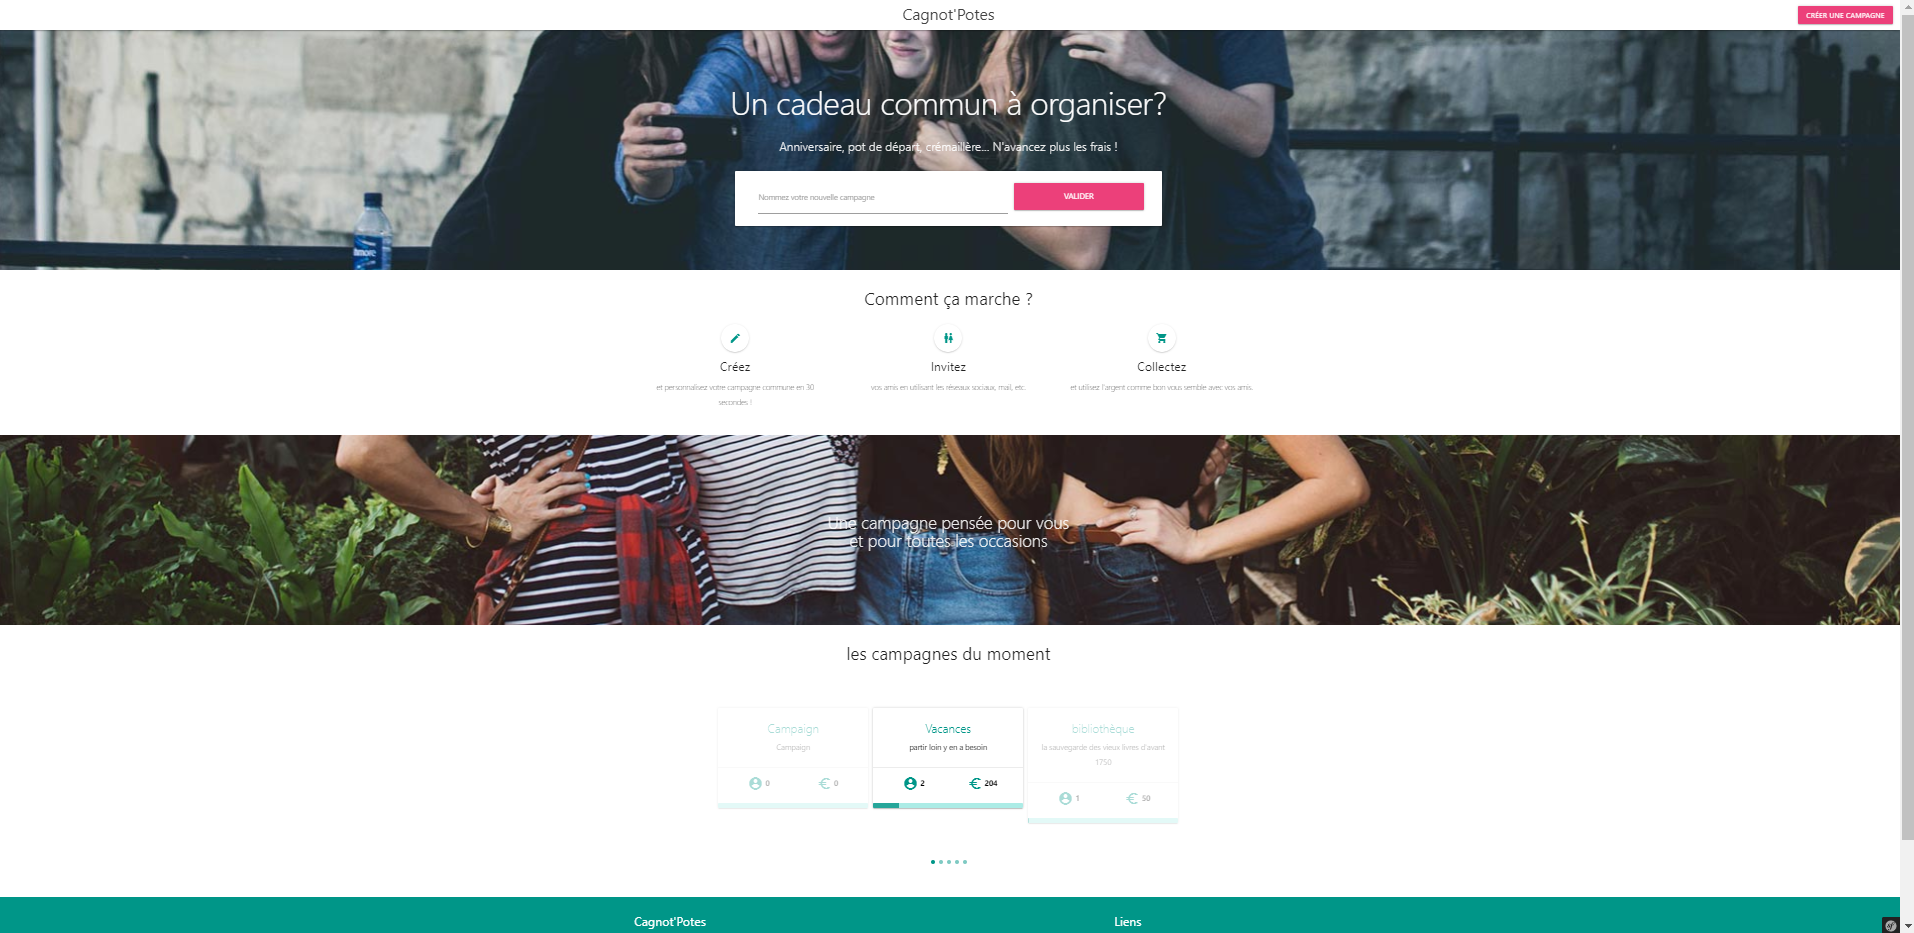 Cagnot'Potes
CRÉER UNE CAMPAGNE
Un cadeau commun à organiser?
Anniversaire, pot de départ, crémaillère... N'avancez plus les frais !
Nommez votre nouvelle campagne
VALIDER
Comment ça marche ?
Créez
et personnalisez votre campagne commune en 30
secondes !
Invitez
vos amis en utilisant les réseaux sociaux, mail, etc.
Collectez
et utilisez l'argent comme bon vous semble avec vos amis.
Une campagne pensée pour vous
et pour toutes les occasions
les campagnes du moment
Campaign
Campaign
0 0
Vacances
partir loin y en a besoin
2 204
bibliothèque
la sauvegarde des vieux livres d'avant
1750
1 50
Cagnot'Potes
Liens